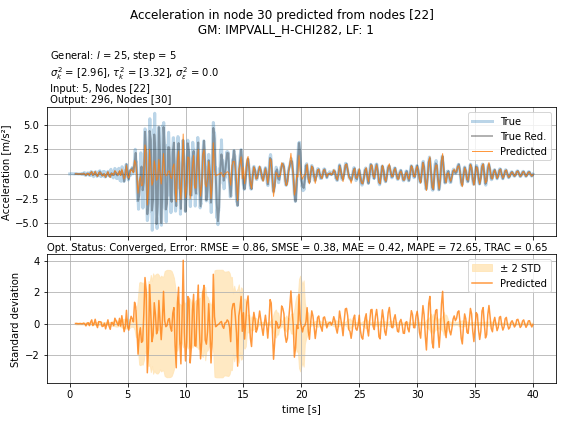 Acceleration in node 30 predicted from nodes [22]
GM: IMPVALL_H-CHI282, LF: 1
General: l = 25, step = 5
σ²ₖ = [2.96], τ²ₖ = [3.32], σ²ε = 0.0
Input: 5, Nodes [22]
Output: 296, Nodes [30]
Acceleration [m/s²]
5.0
2.5
0.0
−2.5
−5.0
True
True Red.
Predicted
Opt. Status: Converged, Error: RMSE = 0.86, SMSE = 0.38, MAE = 0.42, MAPE = 72.65, TRAC = 0.65
Standard deviation
4
2
0
−2
± 2 STD
Predicted
0 5 10 15 20 25 30 35 40
time [s]